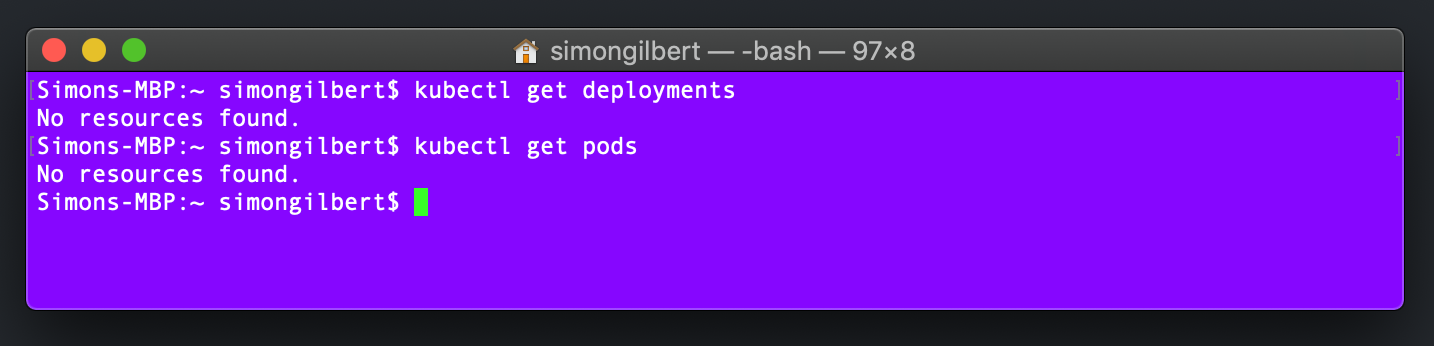 simongilbert — -bash — 97×8
[Simons-MBP:~ simongilbert$ kubectl get deployments ]
No resources found.
[Simons-MBP:~ simongilbert$ kubectl get pods ]
No resources found.
Simons-MBP:~ simongilbert$